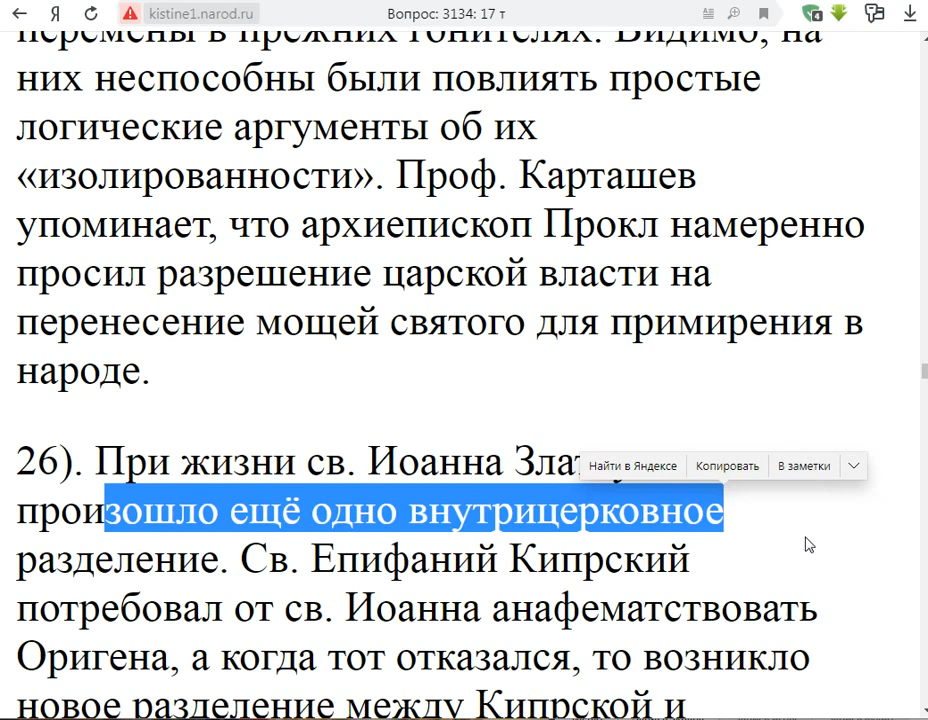 kistine1.narod.ru
Вопрос: 3134: 17 т
4
перемены в прежних гонителях. Видимо, на
них неспособны были повлиять простые
логические аргументы об их
«изолированности». Проф. Карташев
упоминает, что архиепископ Прокл намеренно
просил разрешение царской власти на
перенесение мощей святого для примирения в
народе.
26). При жизни св. Иоанна
Найти в Яндексе
Копировать
В заметки
произошло ещё одно внутрицерковное
разделение. Св. Епифаний Кипрский
потребовал от св. Иоанна анафематствовать
Оригена, а когда тот отказался, то возникло
новое разделение между Кипрской и